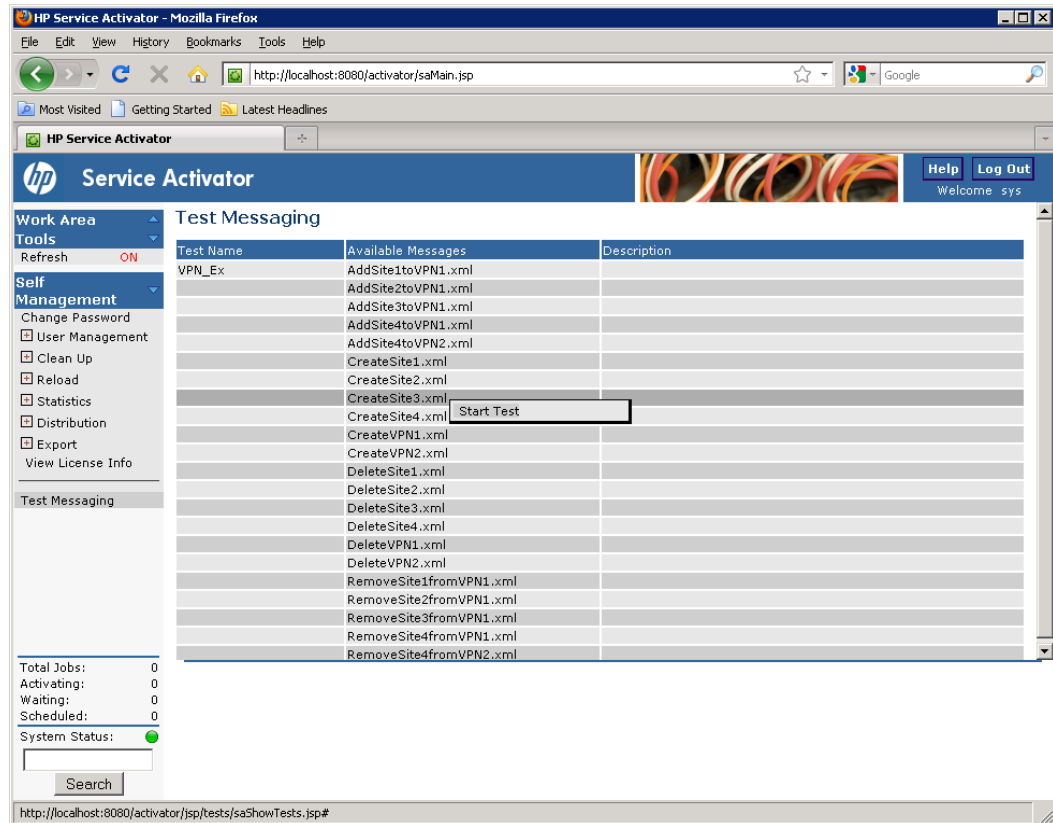 HP Service Activator - Mozilla Firefox
File Edit View History Bookmarks Tools Help
http://localhost:8080/activator/saMain.jsp
Google
Most Visited Getting Started Latest Headlines
HP Service Activator
hp Service Activator
Help Log Out
Welcome sys
Work Area
Tools
Refresh ON
Self
Management
Change Password
User Management
Clean Up
Reload
Statistics
Distribution
Export
View License Info
Test Messaging
Total Jobs: 0
Activating: 0
Waiting: 0
Scheduled: 0
System Status:
Search
Test Messaging
Test Name Available Messages Description
VPN_Ex AddSite1toVPN1.xml
AddSite2toVPN1.xml
AddSite3toVPN1.xml
AddSite4toVPN1.xml
AddSite4toVPN2.xml
CreateSite1.xml
CreateSite2.xml
CreateSite3.xml
Start Test
CreateSite4.xml
CreateVPN1.xml
CreateVPN2.xml
DeleteSite1.xml
DeleteSite2.xml
DeleteSite3.xml
DeleteSite4.xml
DeleteVPN1.xml
DeleteVPN2.xml
RemoveSite1fromVPN1.xml
RemoveSite2fromVPN1.xml
RemoveSite3fromVPN1.xml
RemoveSite4fromVPN1.xml
RemoveSite4fromVPN2.xml
http://localhost:8080/activator/jsp/tests/saShowTests.jsp#